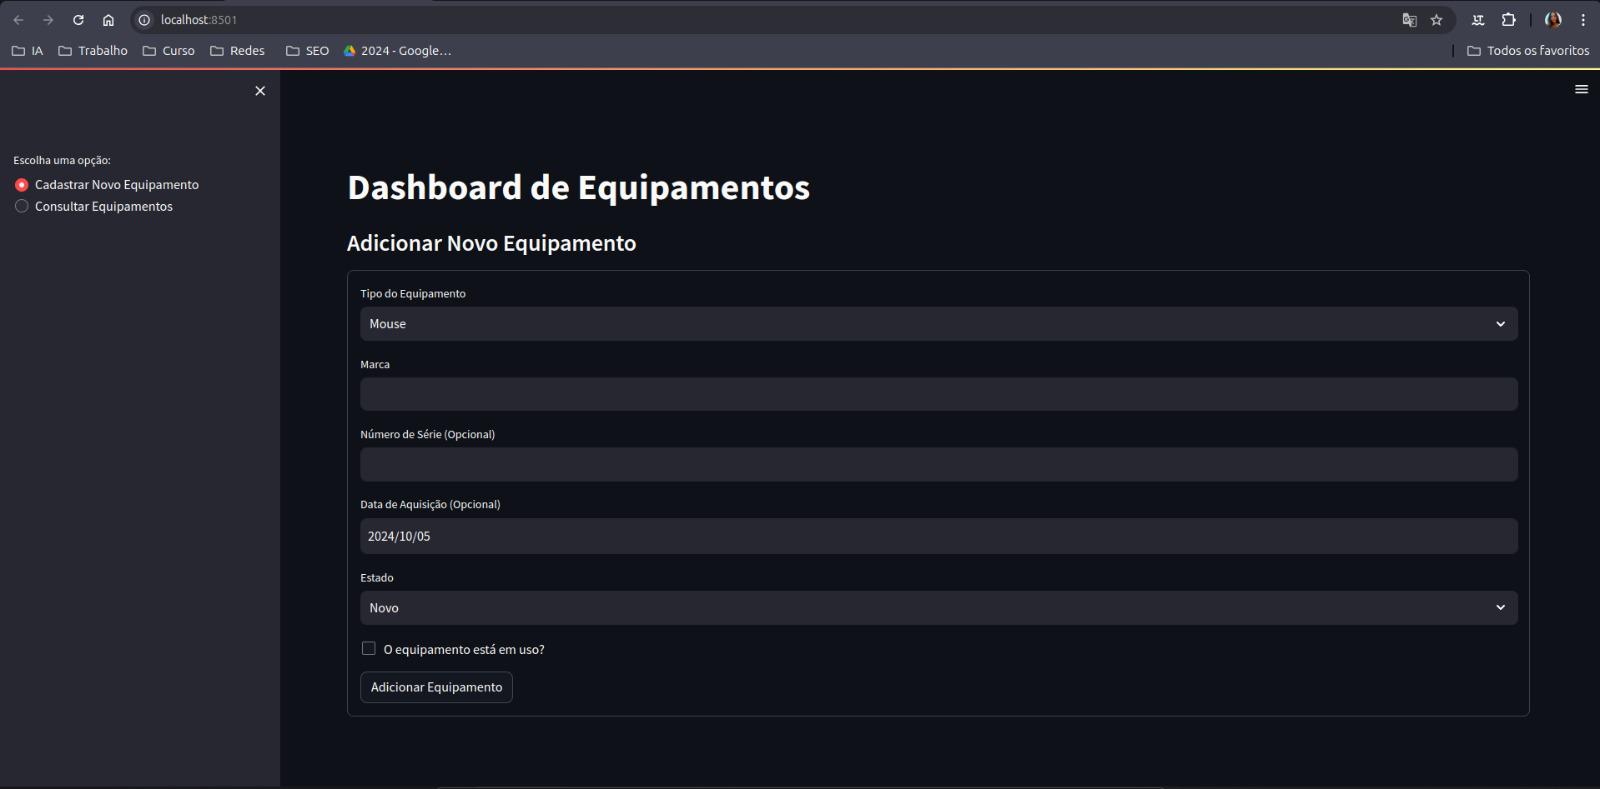 localhost:8501
IA Trabalho Curso Redes SEO 2024 - Google... Todos os favoritos
Escolha uma opção:
Cadastrar Novo Equipamento
Consultar Equipamentos
Dashboard de Equipamentos
Adicionar Novo Equipamento
Tipo do Equipamento
Mouse
Marca
Número de Série (Opcional)
Data de Aquisição (Opcional)
2024/10/05
Estado
Novo
O equipamento está em uso?
Adicionar Equipamento